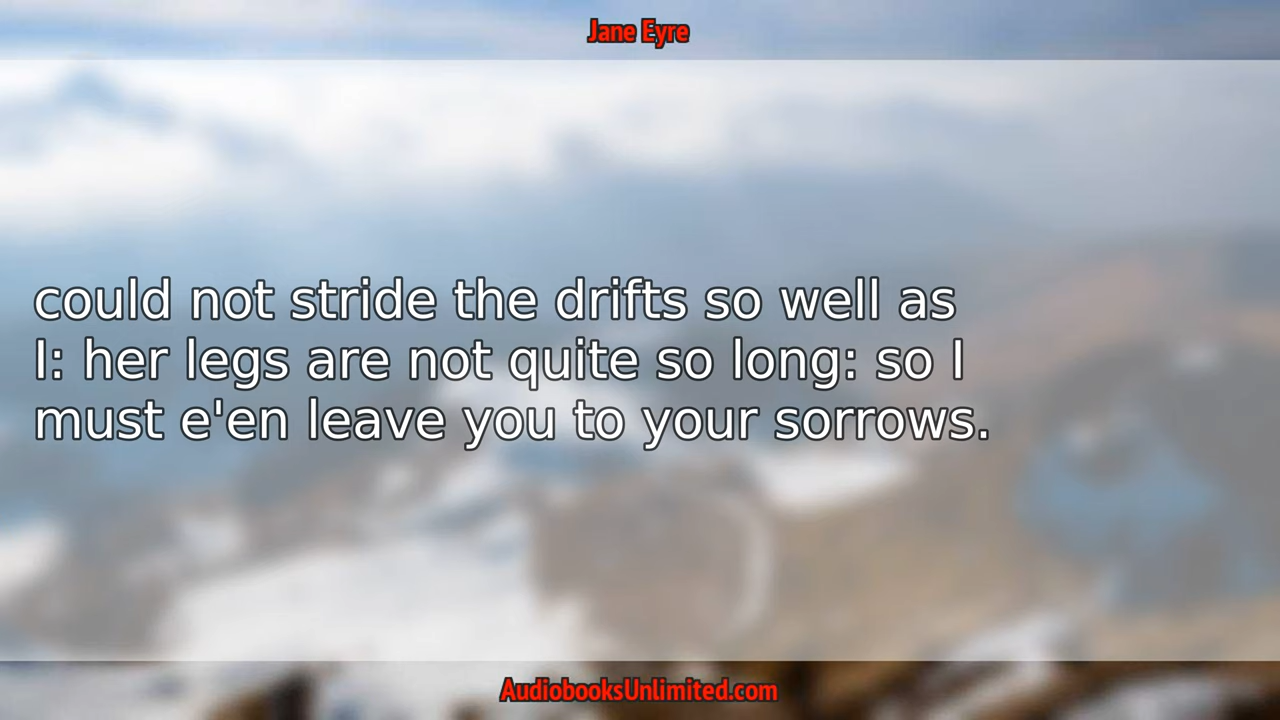 Jane Eyre
could not stride the drifts so well as
I: her legs are not quite so long: so I
must e'en leave you to your sorrows.
AudiobooksUnlimited.com